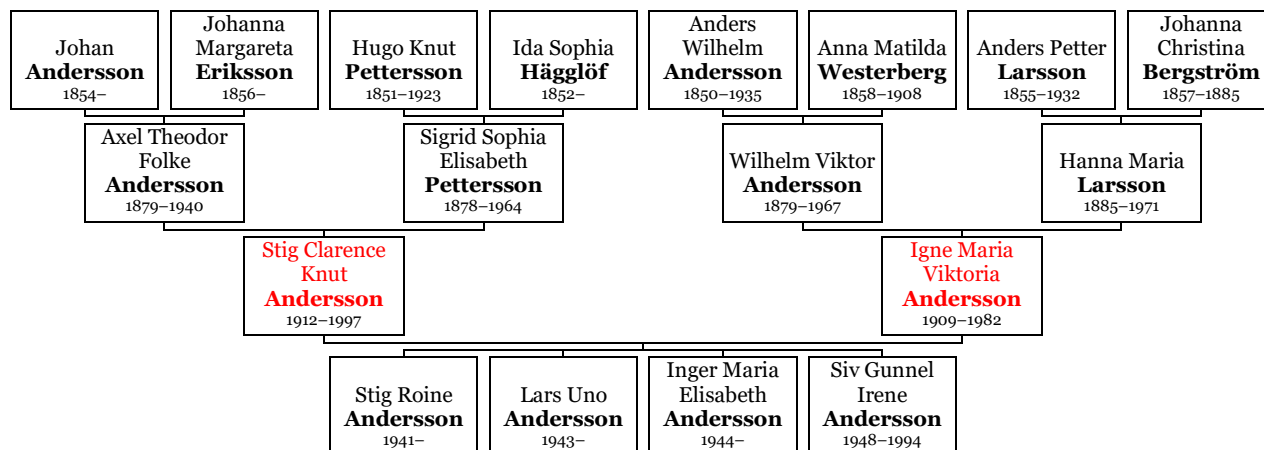 Johan
Andersson
1854–
Johanna
Margareta
Eriksson
1856–
Hugo Knut
Pettersson
1851–1923
Ida Sophia
Hägglöf
1852–
Anders
Wilhelm
Andersson
1850–1935
Anna Matilda
Westerberg
1858–1908
Anders Petter
Larsson
1855–1932
Johanna
Christina
Bergström
1857–1885
Axel Theodor
Folke
Andersson
1879–1940
Sigrid Sophia
Elisabeth
Pettersson
1878–1964
Wilhelm Viktor
Andersson
1879–1967
Hanna Maria
Larsson
1885–1971
Stig Clarence
Knut
Andersson
1912–1997
Igne Maria
Viktoria
Andersson
1909–1982
Stig Roine
Andersson
1941–
Lars Uno
Andersson
1943–
Inger Maria
Elisabeth
Andersson
1944–
Siv Gunnel
Irene
Andersson
1948–1994